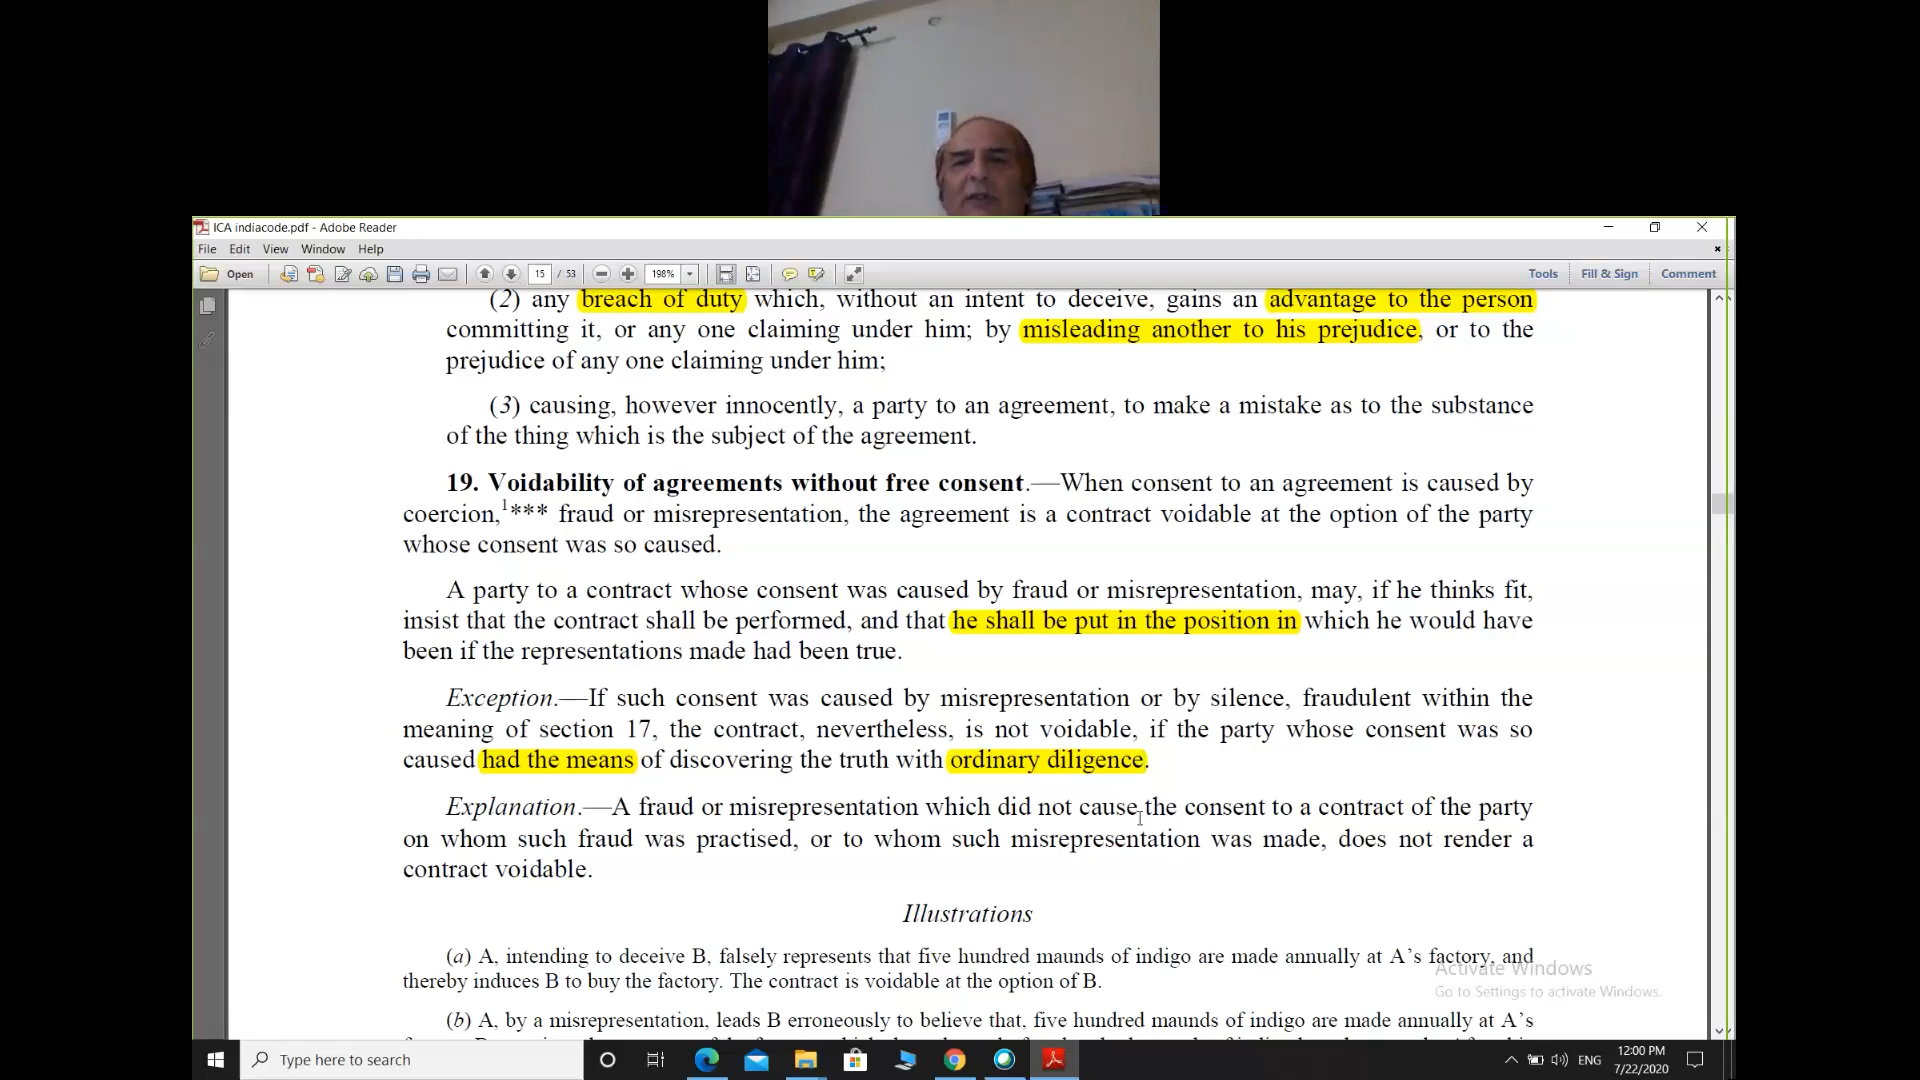 ICA indiacode.pdf - Adobe Reader
File Edit View Window Help
Open 15 / 53 198% Tools Fill & Sign Comment
(2) any breach of duty which, without an intent to deceive, gains an advantage to the person
committing it, or any one claiming under him; by misleading another to his prejudice, or to the
prejudice of any one claiming under him;
(3) causing, however innocently, a party to an agreement, to make a mistake as to the substance
of the thing which is the subject of the agreement.
19. Voidability of agreements without free consent.—When consent to an agreement is caused by
coercion,1*** fraud or misrepresentation, the agreement is a contract voidable at the option of the party
whose consent was so caused.
A party to a contract whose consent was caused by fraud or misrepresentation, may, if he thinks fit,
insist that the contract shall be performed, and that he shall be put in the position in which he would have
been if the representations made had been true.
Exception.—If such consent was caused by misrepresentation or by silence, fraudulent within the
meaning of section 17, the contract, nevertheless, is not voidable, if the party whose consent was so
caused had the means of discovering the truth with ordinary diligence.
Explanation.—A fraud or misrepresentation which did not cause the consent to a contract of the party
on whom such fraud was practised, or to whom such misrepresentation was made, does not render a
contract voidable.
Illustrations
(a) A, intending to deceive B, falsely represents that five hundred maunds of indigo are made annually at A's factory, and
thereby induces B to buy the factory. The contract is voidable at the option of B.
Activate Windows
Go to Settings to activate Windows.
(b) A, by a misrepresentation, leads B erroneously to believe that, five hundred maunds of indigo are made annually at A's
Type here to search
ENG
12:00 PM
7/22/2020